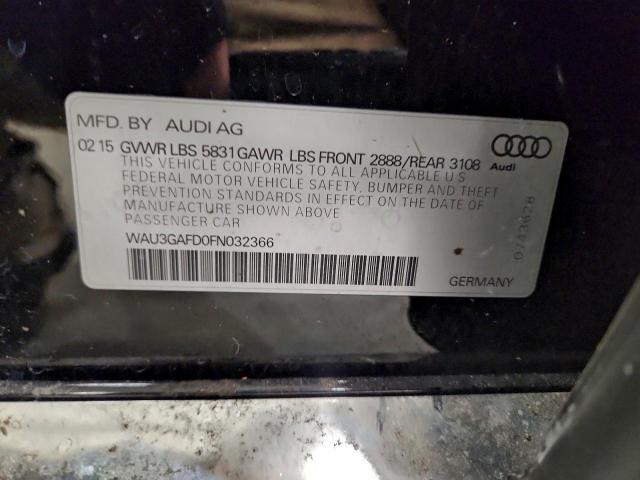 MFD. BY AUDI AG
02 15 GVWR LBS 5831 GAWR LBS FRONT 2888/REAR 3108
THIS VEHICLE CONFORMS TO ALL APPLICABLE U S
FEDERAL MOTOR VEHICLE SAFETY, BUMPER AND THEFT
PREVENTION STANDARDS IN EFFECT ON THE DATE OF
MANUFACTURE SHOWN ABOVE
PASSENGER CAR
WAU3GAFD0FN032366
Audi
0743628
GERMANY